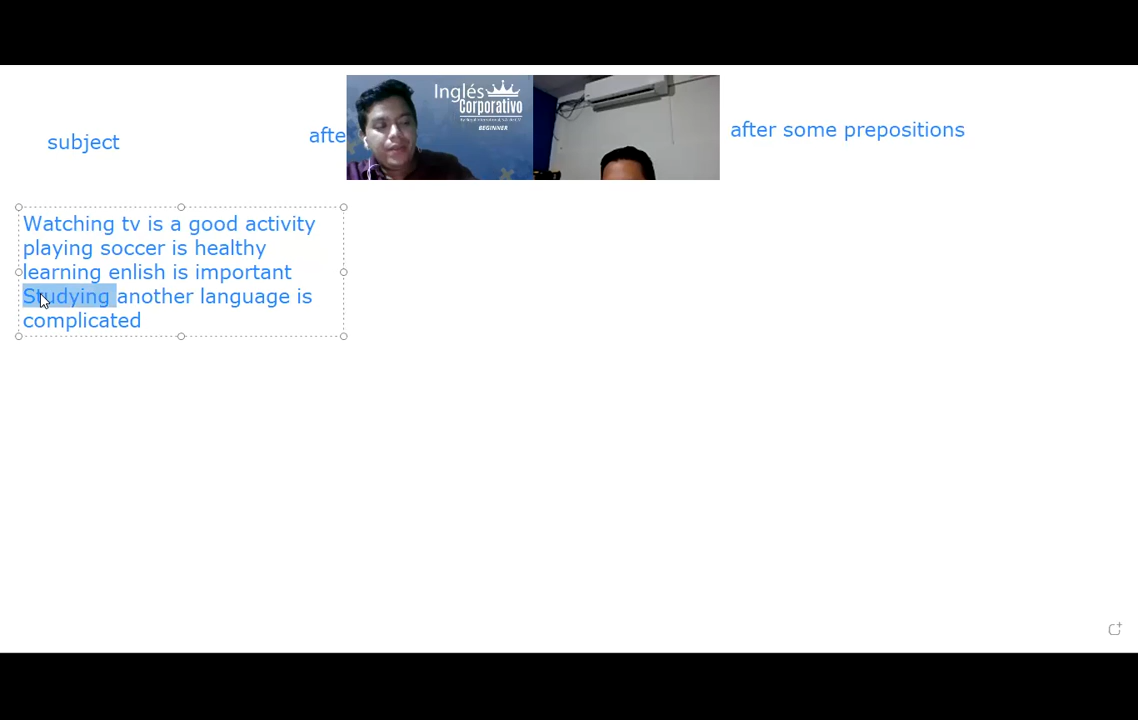 subject
afte
Inglés
Corporativo
BEGINNER
after some prepositions
Watching tv is a good activity
playing soccer is healthy
learning enlish is important
Studying another language is
complicated